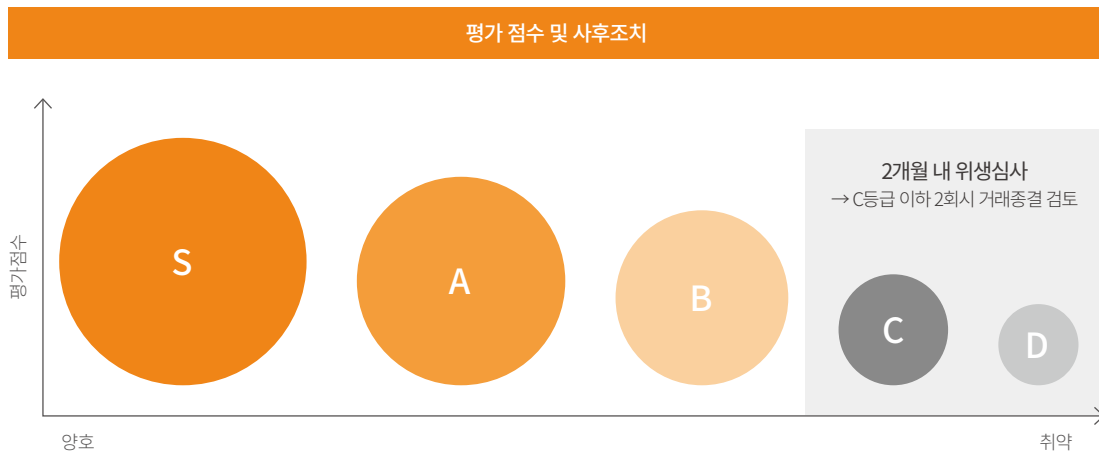 평가 점수 및 사후조치
2개월 내 위생심사
→ C등급 이하 2회시 거래종결 검토
평가점수
S
A
B
C
D
양호
취약